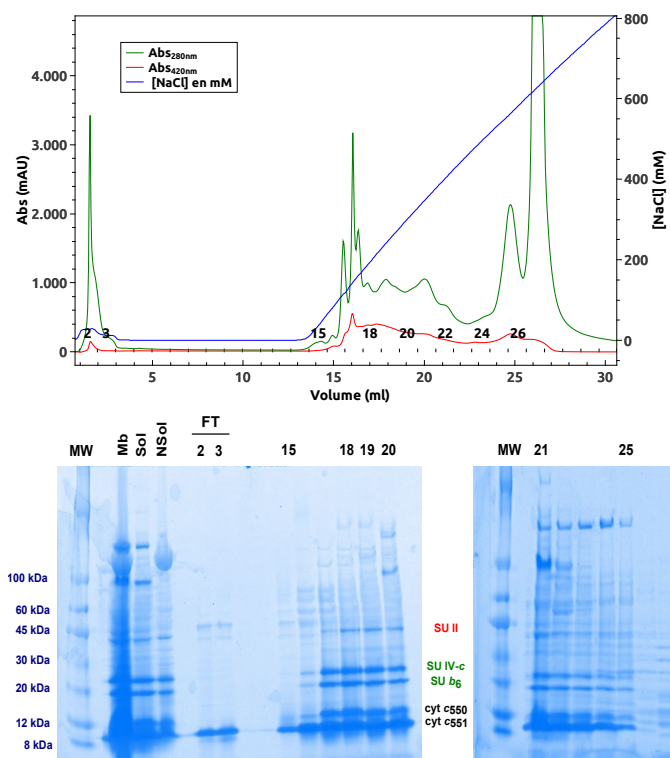 Abs280nm
Abs420nm
[NaCl] en mM
Abs (mAU)
4.000
3.000
2.000
1.000
0
800
600
400
200
0
[NaCl] (mM)
2 3 15 18 20 22 24 26
5 10 15 20 25 30
Volume (ml)
FT
MW Mb Sol NSol 2 3 15 18 19 20 MW 21 25
100 kDa
60 kDa
45 kDa
30 kDa
20 kDa
12 kDa
8 kDa
SU II
SU IV-c
SU b6
cyt c550
cyt c551